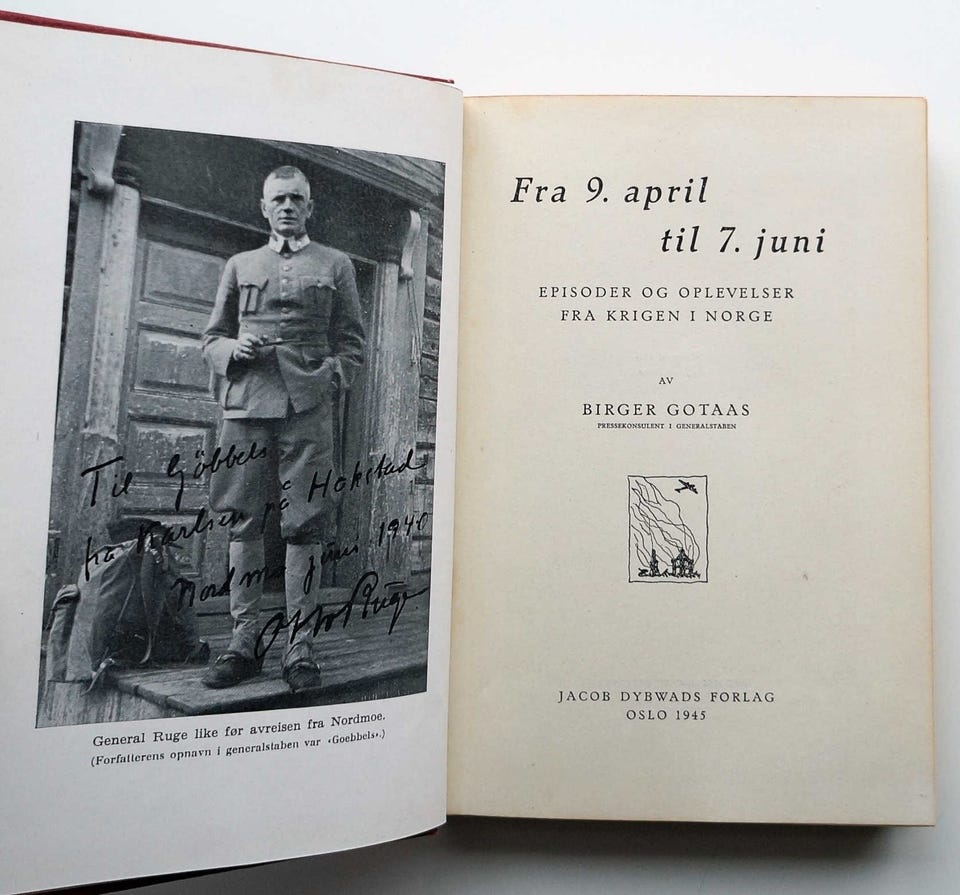 Til Göbbels
fra Karlsen på Hokstad
Nordmo juni 1940
Otto Ruge
General Ruge like før avreisen fra Nordmoe.
(Forfatterens opnavn i generalstaben var «Goebbels».)
Fra 9. april
til 7. juni
EPISODER OG OPLEVELSER
FRA KRIGEN I NORGE
AV
BIRGER GOTAAS
PRESSEKONSULENT I GENERALSTABEN
JACOB DYBWADS FORLAG
OSLO 1945